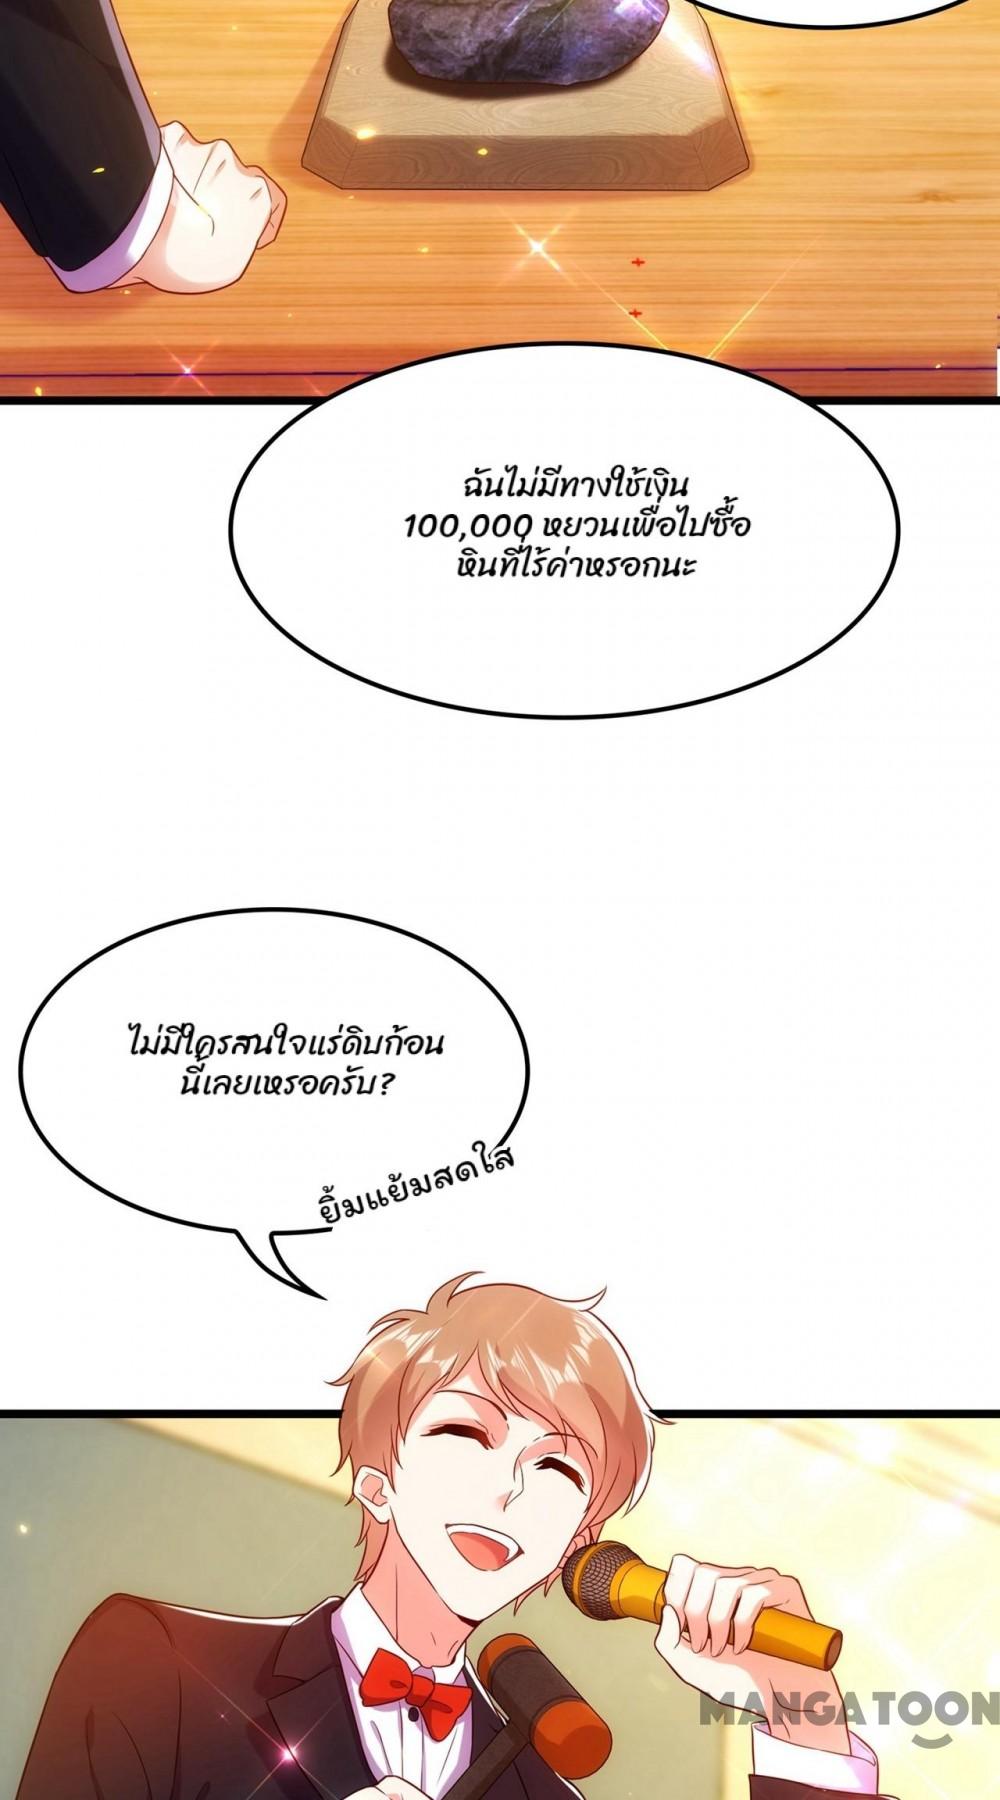 ฉันไม่มีทางใช้เงิน
100,000 หยวนเพื่อไปซื้อ
หินที่ไร้ค่าหรอกนะ
ไม่มีใครสนใจแร่ดิบก้อน
นี้เลยเหรอครับ?
ยิ้มแย้มสดใส
MANGATOON